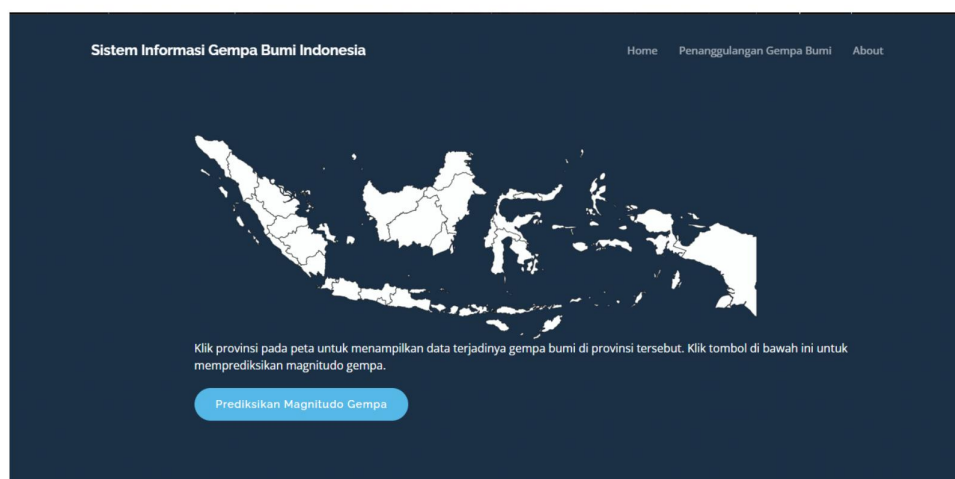 Sistem Informasi Gempa Bumi Indonesia
Home Penanggulangan Gempa Bumi About
Klik provinsi pada peta untuk menampilkan data terjadinya gempa bumi di provinsi tersebut. Klik tombol di bawah ini untuk
memprediksikan magnitudo gempa.
Prediksikan Magnitudo Gempa